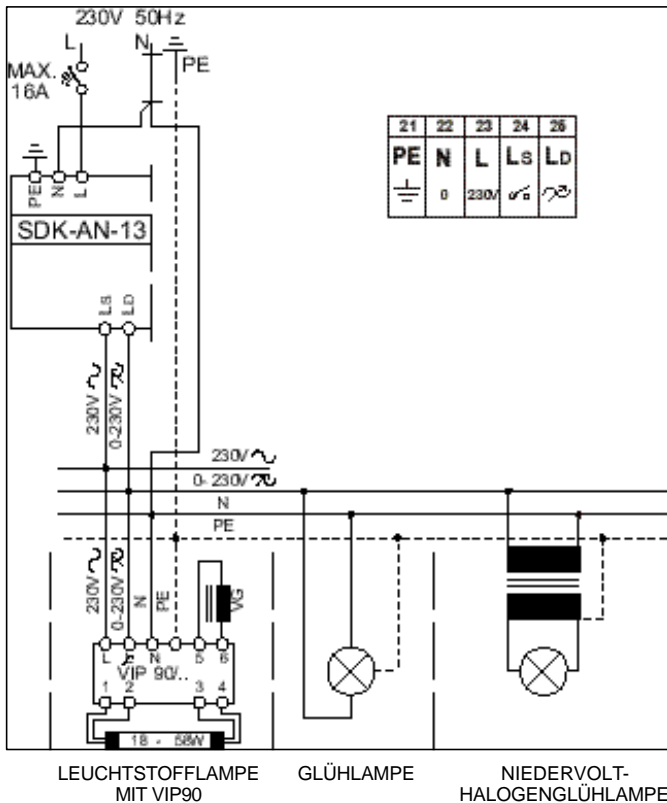 230V 50Hz
L N PE
MAX.
16A
21 22 23 24 25
PE N L LS LD
0 230V
PE N L
SDK-AN-13
LS LD
230V
0-230V
230V
0-230V
N
PE
230V
0-230V
N
PE
VG
L N 5 6
VIP 90/..
1 2 3 4
18 - 58W
LEUCHTSTOFFLAMPE
MIT VIP90
GLÜHLAMPE
NIEDERVOLT-
HALOGENGLÜHLAMPE